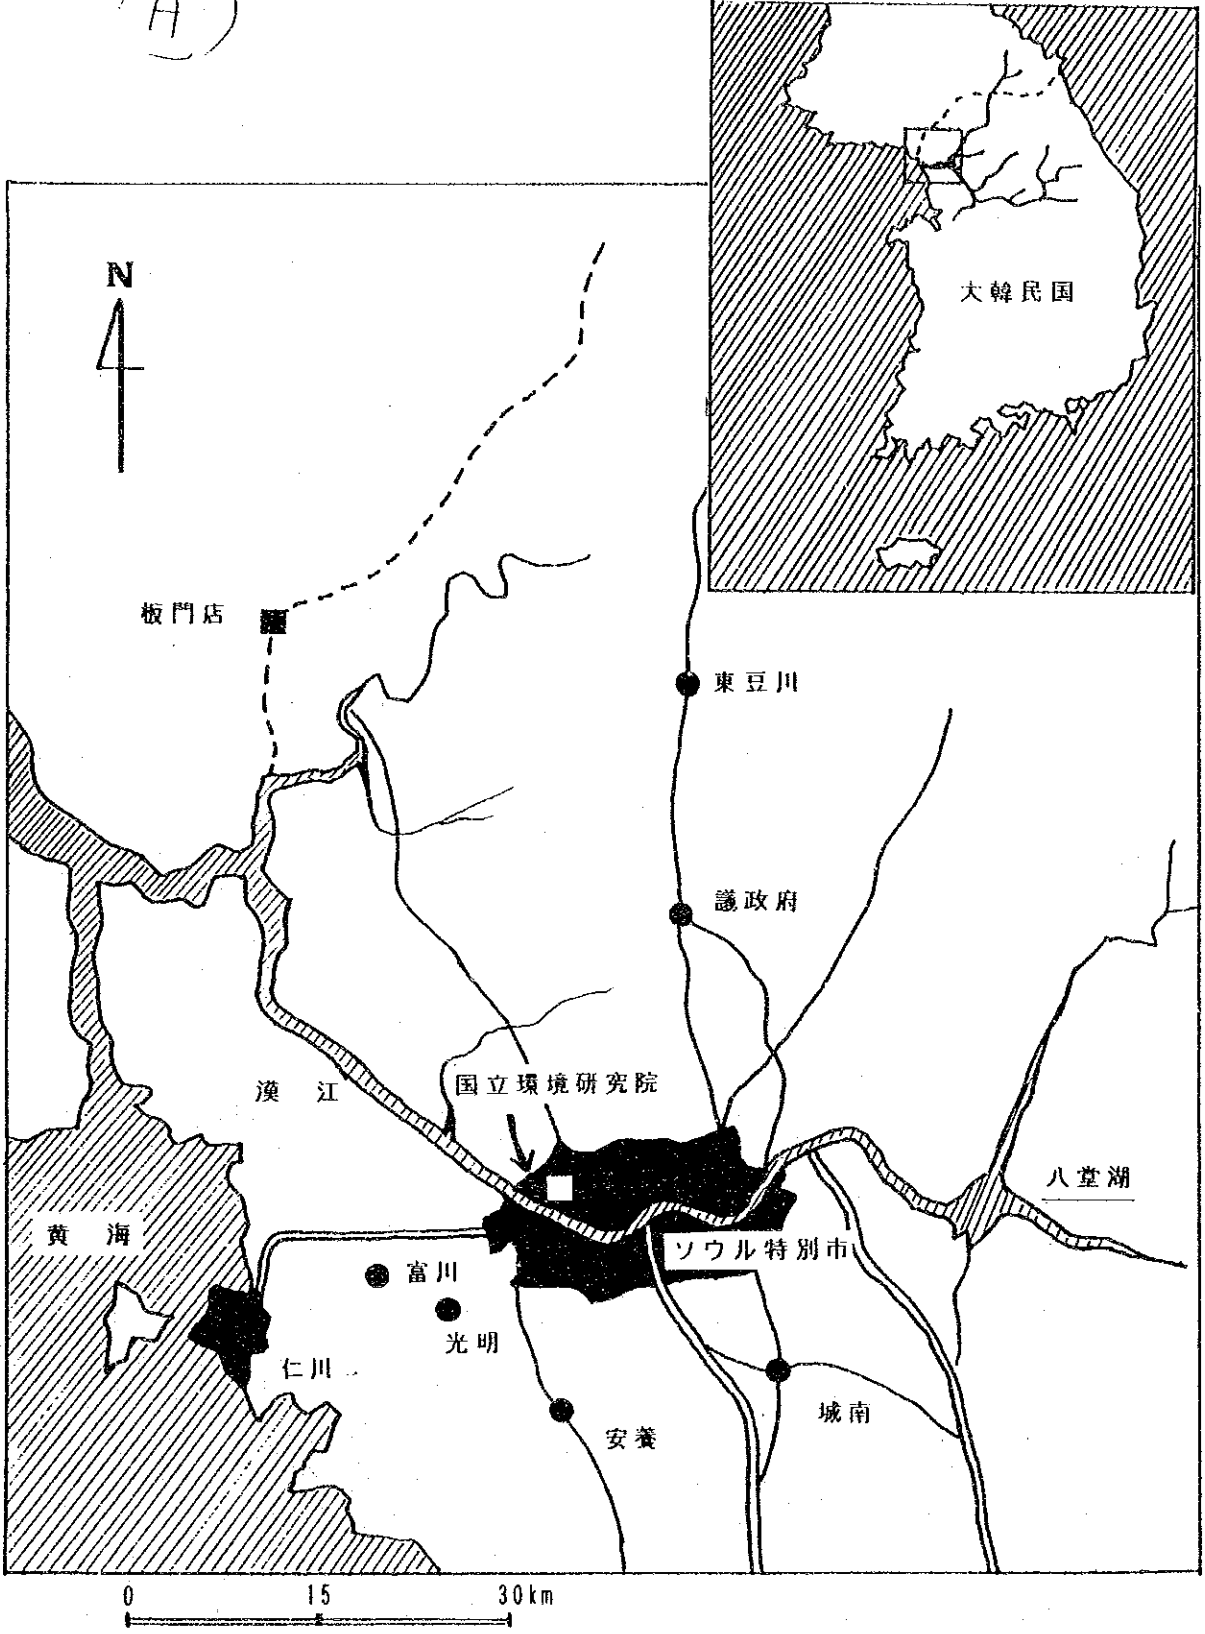 A
大韓民国
N
板門店
東豆川
議政府
漢江
国立環境研究院
八堂湖
黄海
ソウル特別市
富川
光明
仁川
城南
安養
0 15 30km